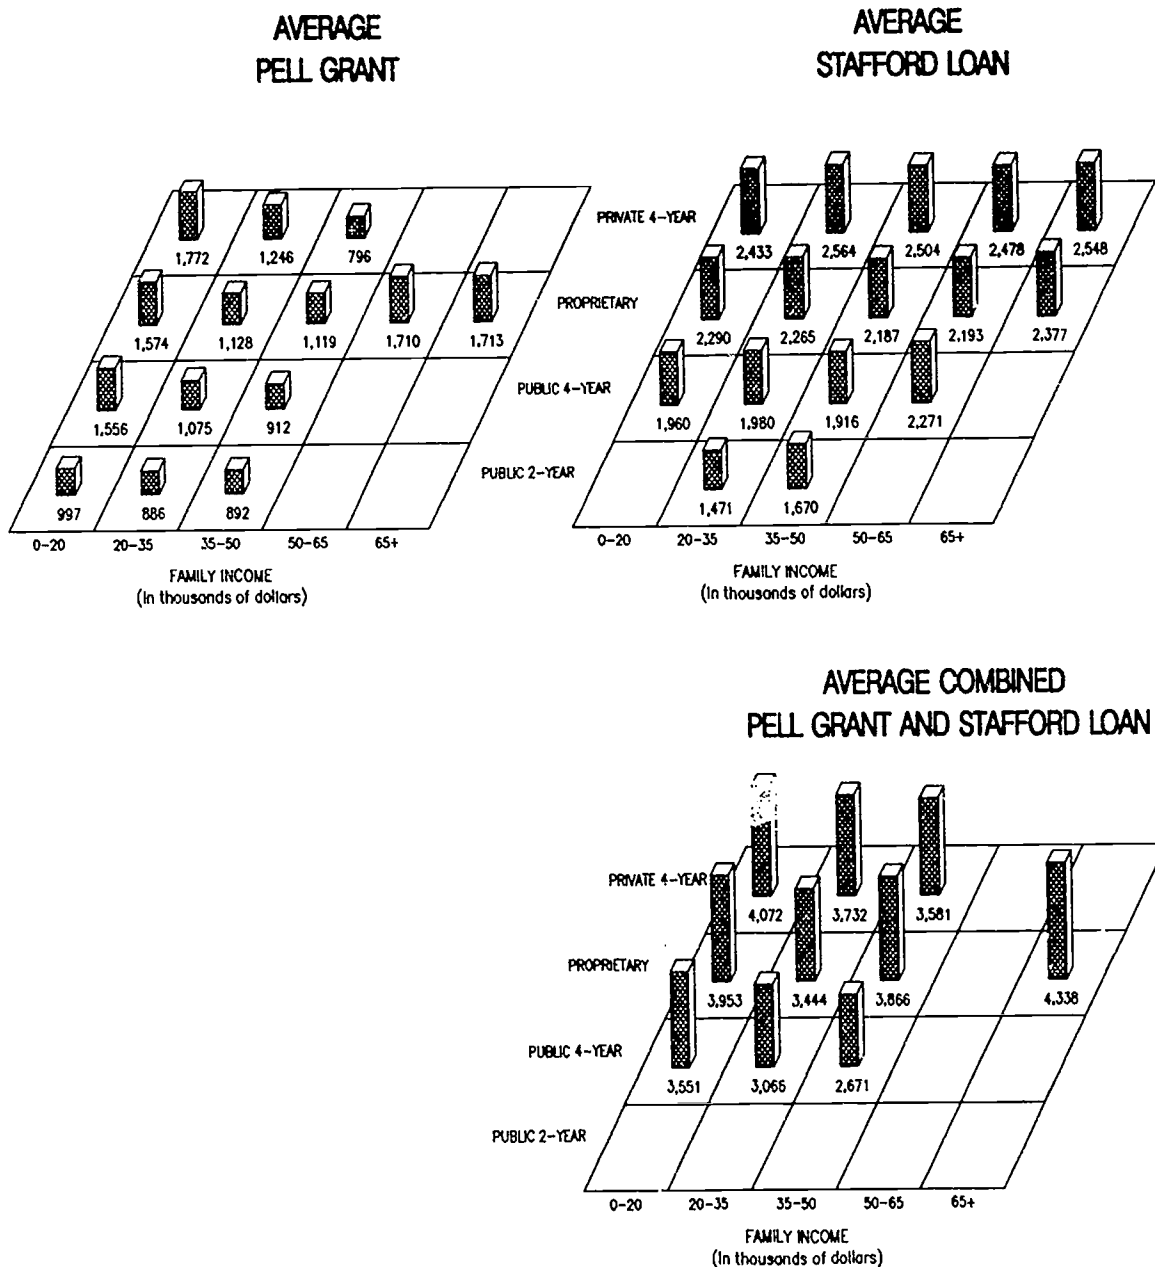 AVERAGE
PELL GRANT
1,772 1,246 796
1,574 1,128 1,119 1,710 1,713
1,556 1,075 912
997 886 892
0-20 20-35 35-50 50-65 65+
FAMILY INCOME
(In thousands of dollars)
PRIVATE 4-YEAR
PROPRIETARY
PUBLIC 4-YEAR
PUBLIC 2-YEAR
AVERAGE
STAFFORD LOAN
2,433 2,564 2,504 2,478 2,548
2,290 2,265 2,187 2,193 2,377
1,960 1,980 1,916 2,271
1,471 1,670
0-20 20-35 35-50 50-65 65+
FAMILY INCOME
(In thousands of dollars)
AVERAGE COMBINED
PELL GRANT AND STAFFORD LOAN
PRIVATE 4-YEAR
4,072 3,732 3,581
PROPRIETARY
3,953 3,444 3,866 4,338
PUBLIC 4-YEAR
3,551 3,066 2,671
PUBLIC 2-YEAR
0-20 20-35 35-50 50-65 65+
FAMILY INCOME
(In thousands of dollars)